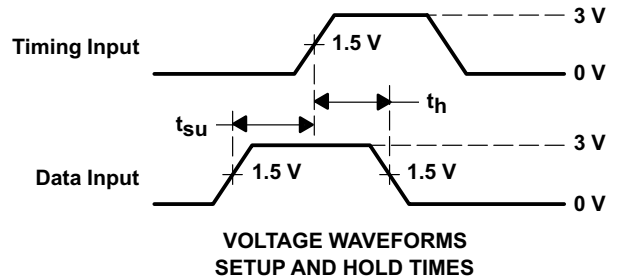 3 V
Timing Input
1.5 V
0 V
th
tsu
3 V
Data Input
1.5 V
1.5 V
0 V
VOLTAGE WAVEFORMS
SETUP AND HOLD TIMES